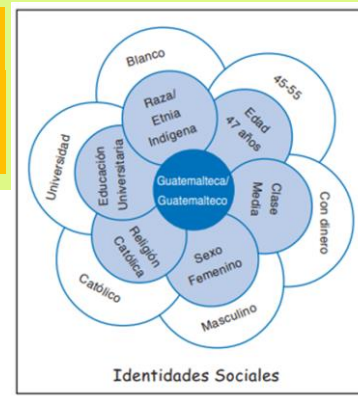 Blanco
Raza/
Etnia
Indígena
45-55
Edad
47 años
Con dinero
Clase
Media
Masculino
Sexo
Femenino
Católico
Religión
Católica
Universidad
Educación
Universitaria
Guatemalteca/
Guatemalteco
Identidades Sociales